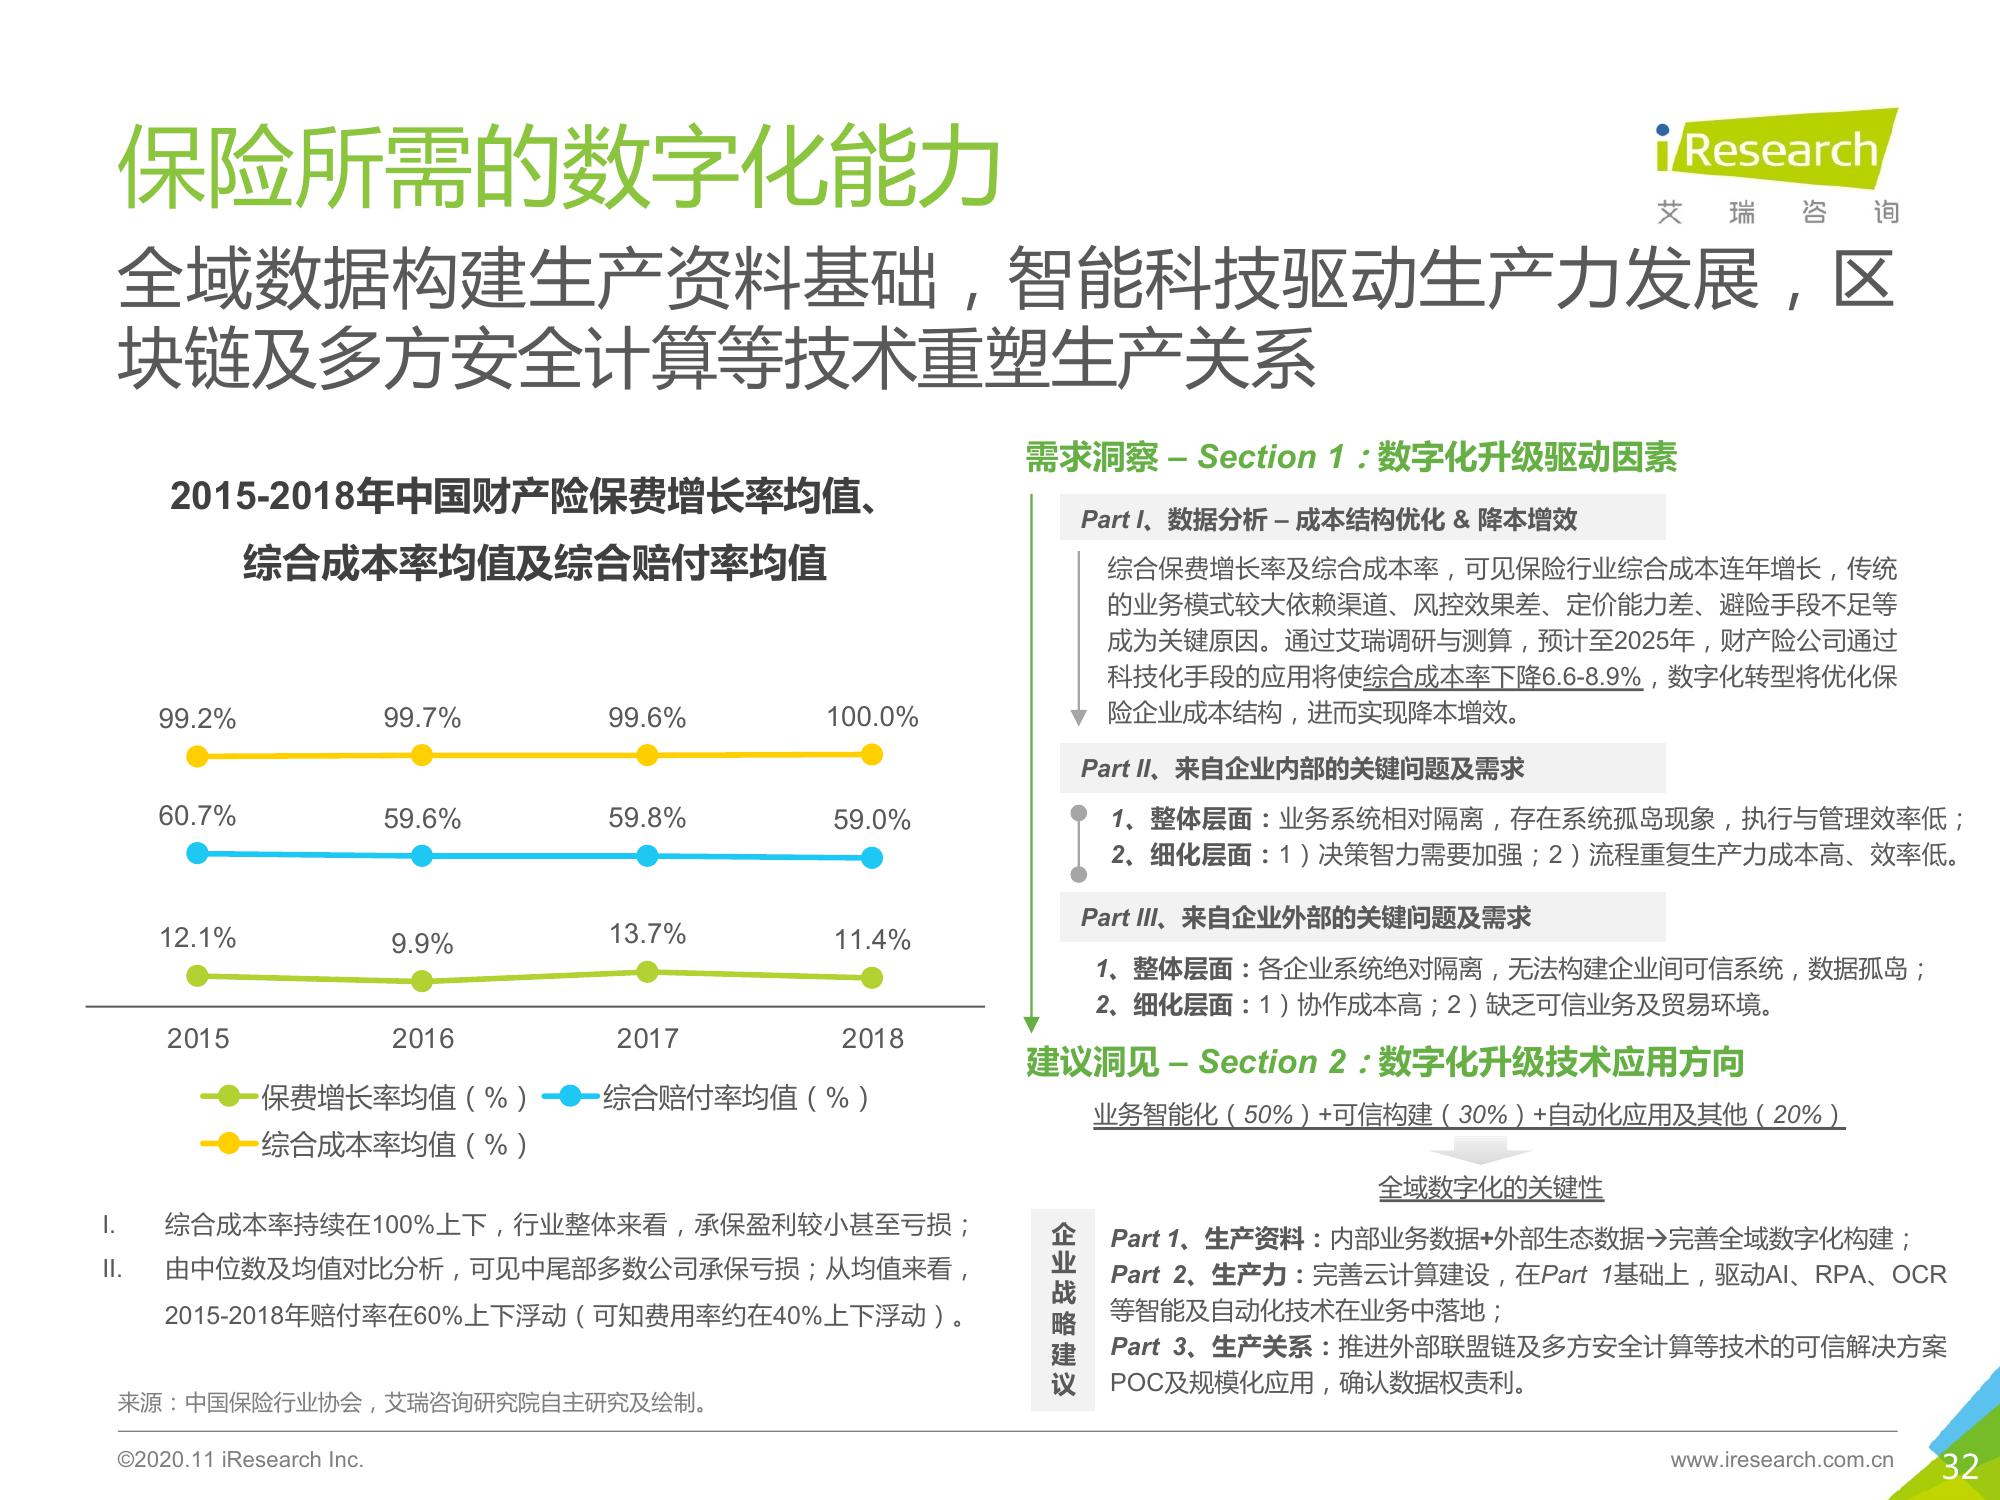 保险所需的数字化能力
iResearch
艾瑞咨询
全域数据构建生产资料基础，智能科技驱动生产力发展，区
块链及多方安全计算等技术重塑生产关系
2015-2018年中国财产险保费增长率均值、
综合成本率均值及综合赔付率均值
99.2%
99.7%
99.6%
100.0%
60.7%
59.6%
59.8%
59.0%
12.1%
9.9%
13.7%
11.4%
2015
2016
2017
2018
保费增长率均值（%）
综合赔付率均值（%）
综合成本率均值（%）
I. 综合成本率持续在100%上下，行业整体来看，承保盈利较小甚至亏损；
II. 由中位数及均值对比分析，可见中尾部多数公司承保亏损；从均值来看，
2015-2018年赔付率在60%上下浮动（可知费用率约在40%上下浮动）。
需求洞察 – Section 1：数字化升级驱动因素
Part I、数据分析 – 成本结构优化 & 降本增效
综合保费增长率及综合成本率，可见保险行业综合成本连年增长，传统
的业务模式较大依赖渠道、风控效果差、定价能力差、避险手段不足等
成为关键原因。通过艾瑞调研与测算，预计至2025年，财产险公司通过
科技化手段的应用将使综合成本率下降6.6-8.9%，数字化转型将优化保
险企业成本结构，进而实现降本增效。
Part II、来自企业内部的关键问题及需求
1、整体层面：业务系统相对隔离，存在系统孤岛现象，执行与管理效率低；
2、细化层面：1）决策智力需要加强；2）流程重复生产力成本高、效率低。
Part III、来自企业外部的关键问题及需求
1、整体层面：各企业系统绝对隔离，无法构建企业间可信系统，数据孤岛；
2、细化层面：1）协作成本高；2）缺乏可信业务及贸易环境。
建议洞见 – Section 2：数字化升级技术应用方向
业务智能化（50%）+可信构建（30%）+自动化应用及其他（20%）
全域数字化的关键性
企业战略建议
Part 1、生产资料：内部业务数据+外部生态数据→完善全域数字化构建；
Part 2、生产力：完善云计算建设，在Part 1基础上，驱动AI、RPA、OCR
等智能及自动化技术在业务中落地；
Part 3、生产关系：推进外部联盟链及多方安全计算等技术的可信解决方案
POC及规模化应用，确认数据权责利。
来源：中国保险行业协会，艾瑞咨询研究院自主研究及绘制。
©2020.11 iResearch Inc.
www.iresearch.com.cn
32